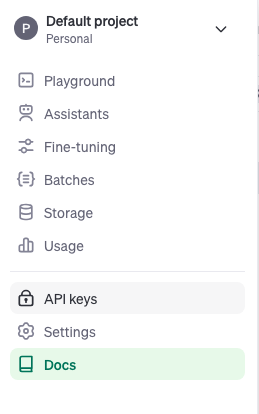 P
Default project
Personal
Playground
Assistants
Fine-tuning
Batches
Storage
Usage
API keys
Settings
Docs